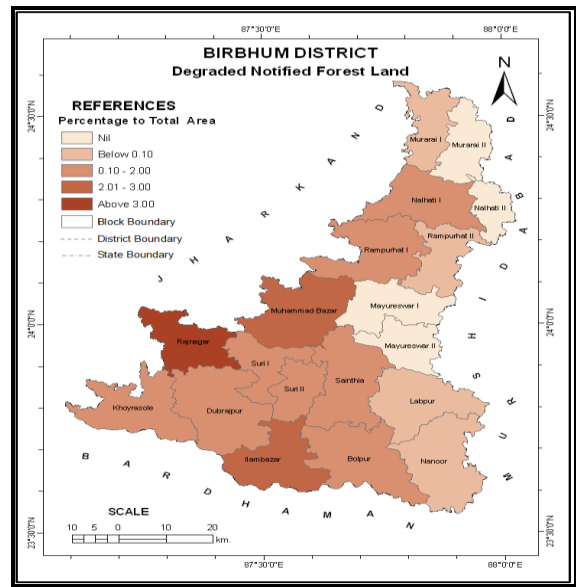 87°30'0"E 88°0'0"E
BIRBHUM DISTRICT
Degraded Notified Forest Land
N
REFERENCES
Percentage to Total Area
Nil
Below 0.10
0.10 - 2.00
2.01 - 3.00
Above 3.00
Block Boundary
District Boundary
State Boundary
24°30'0"N 24°30'0"N
24°0'0"N 24°0'0"N
23°30'0"N 23°30'0"N
JHARKHAND
MURSHIDABAD
BARDHAMAN
Murarai I
Murarai II
Nalhati I
Nalhati II
Rampurhat II
Rampurhat I
Mayureswar I
Muhammad Bazar
Mayureswar II
Rajnagar
Suri I
Sainthia
Suri II
Labpur
Khoyrasole
Dubrajpur
Ilambazar
Bolpur
Nanoor
SCALE
10 5 0 10 20
km.
87°30'0"E 88°0'0"E